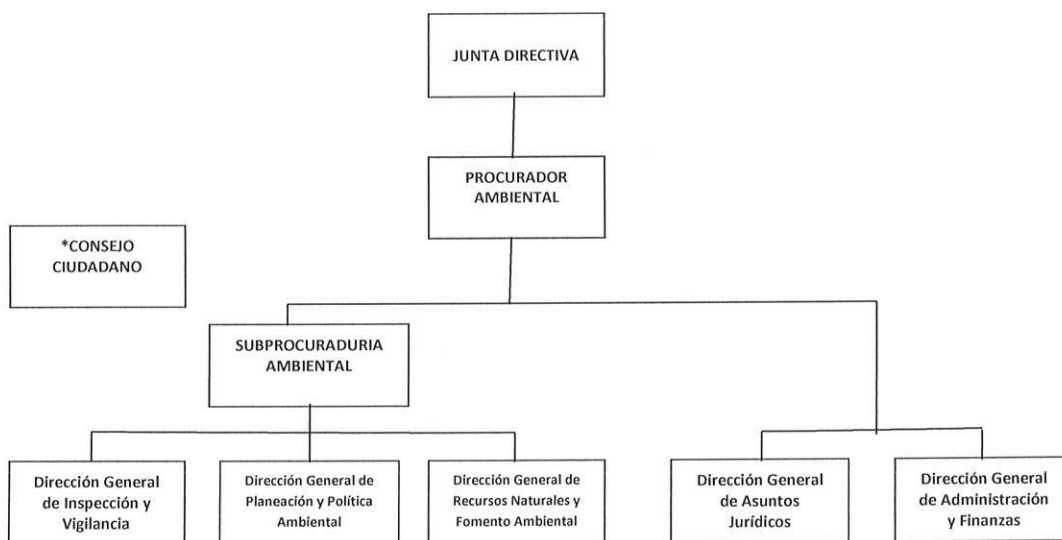 JUNTA DIRECTIVA
PROCURADOR
AMBIENTAL
*CONSEJO
CIUDADANO
SUBPROCURADURIA
AMBIENTAL
Dirección General
de Inspección y
Vigilancia
Dirección General de
Planeación y Política
Ambiental
Dirección General de
Recursos Naturales y
Fomento Ambiental
Dirección General
de Asuntos
Jurídicos
Dirección General
de Administración
y Finanzas